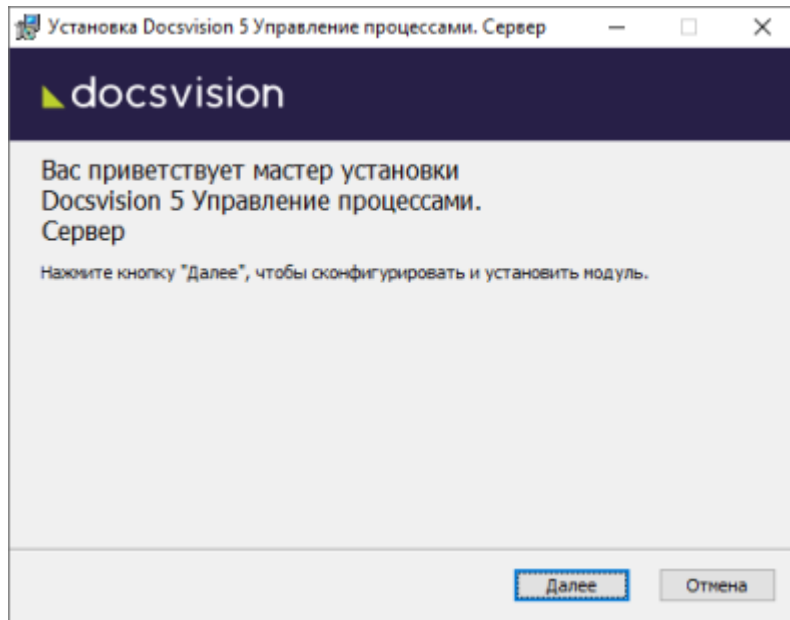 Установка Docsvision 5 Управление процессами. Сервер
docsvision
Вас приветствует мастер установки
Docsvision 5 Управление процессами.
Сервер
Нажмите кнопку "Далее", чтобы сконфигурировать и установить модуль.
Далее
Отмена